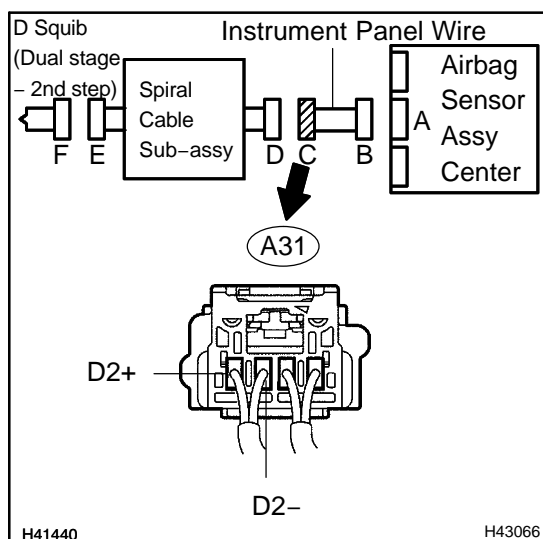 D Squib
(Dual stage
– 2nd step)
Instrument Panel Wire
Spiral
Cable
Sub–assy
Airbag
Sensor
Assy
Center
F
E
D
C
B
A
A31
D2+
D2–
H41440
H43066